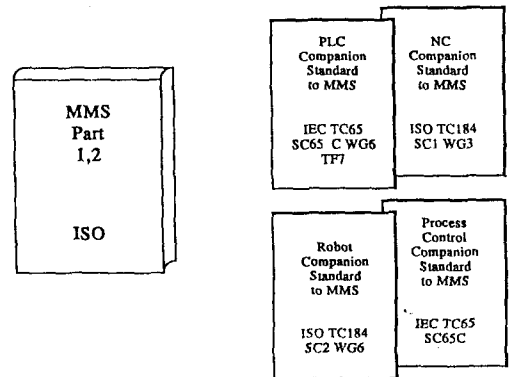 MMS
Part
1,2
ISO
PLC
Companion
Standard
to MMS
IEC TC65
SC65 C WG6
TF7
NC
Companion
Standard
to MMS
ISO TC184
SC1 WG3
Robot
Companion
Standard
to MMS
ISO TC184
SC2 WG6
Process
Control
Companion
Standard
to MMS
IEC TC65
SC65C